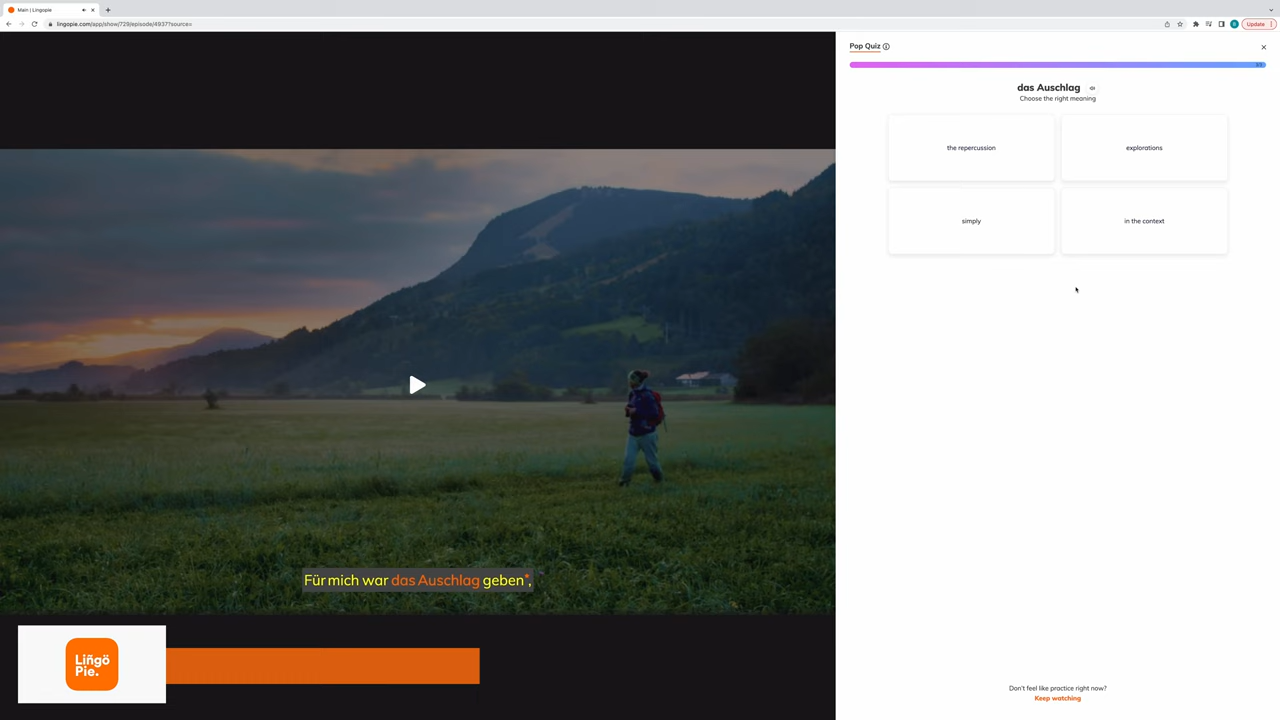 Main | Lingopie
lingopie.com/app/show/729/episode/4937?source=
Update
Pop Quiz
das Auschlag
Choose the right meaning
the repercussion
explorations
simply
in the context
Für mich war das Auschlag geben*,
Liñgö
Pie.
Don't feel like practice right now?
Keep watching